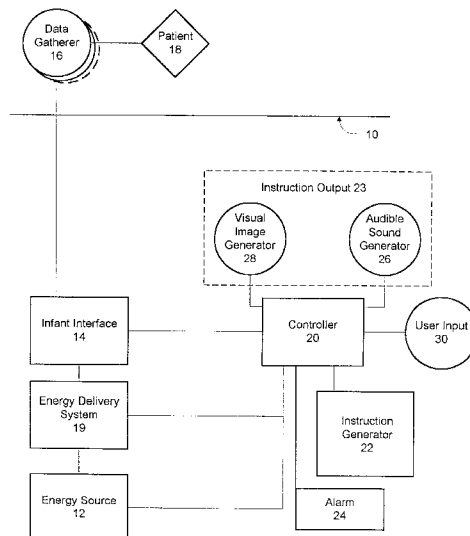 Data
Gatherer
16
Patient
18
10
Instruction Output 23
Visual
Image
Generator
28
Audible
Sound
Generator
26
Infant Interface
14
Controller
20
User Input
30
Energy Delivery
System
19
Instruction
Generator
22
Energy Source
12
Alarm
24